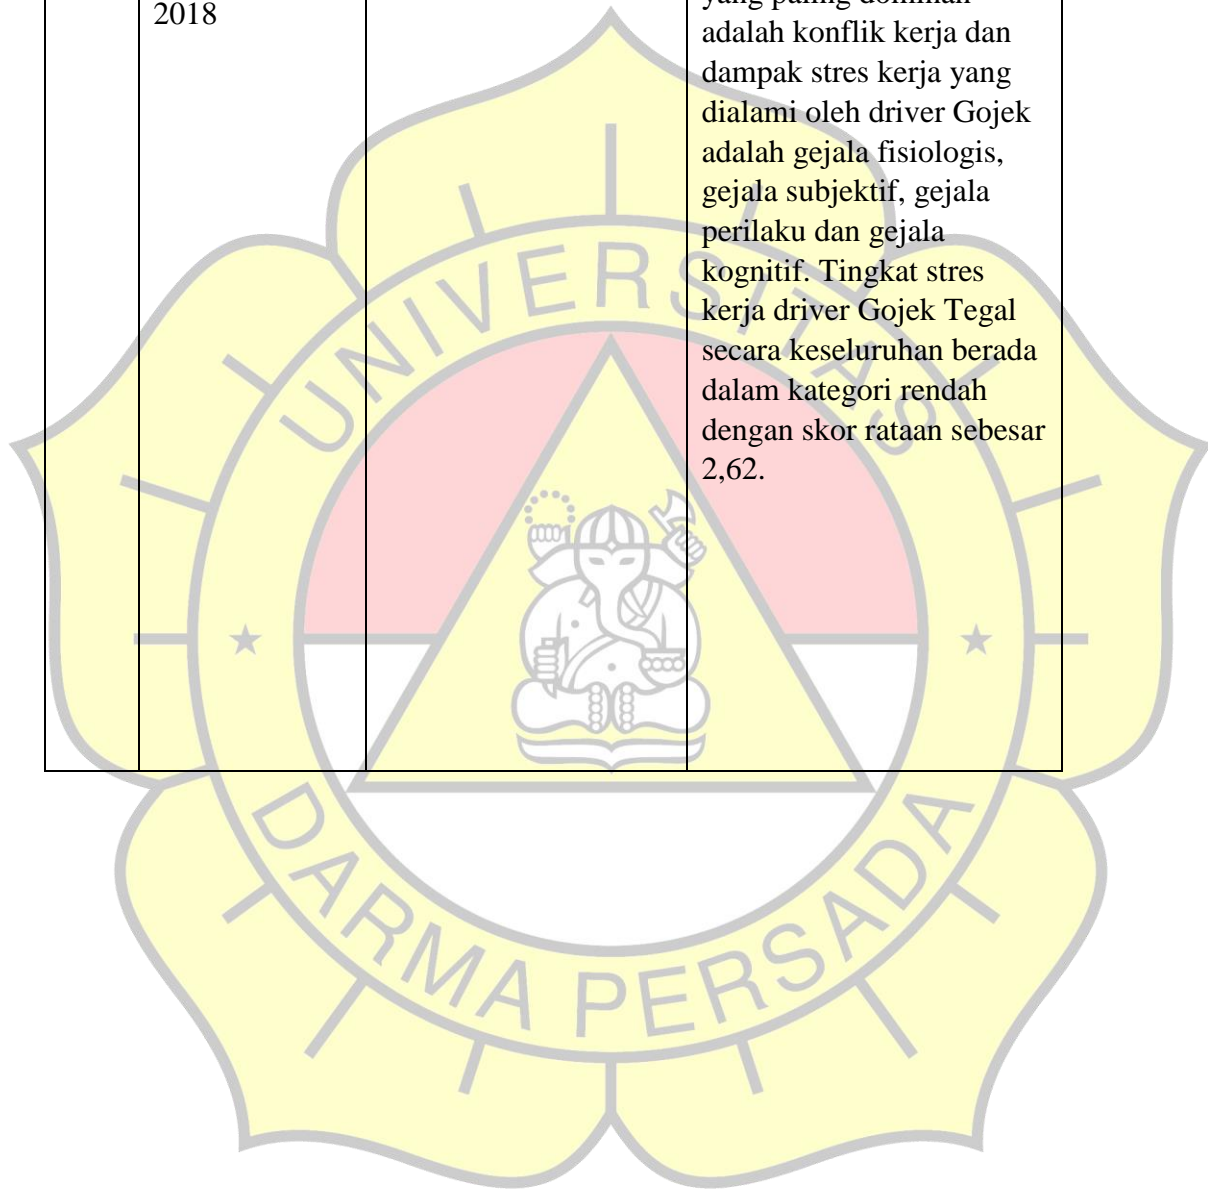 2018
yang paling dominan
adalah konflik kerja dan
dampak stres kerja yang
dialami oleh driver Gojek
adalah gejala fisiologis,
gejala subjektif, gejala
perilaku dan gejala
kognitif. Tingkat stres
kerja driver Gojek Tegal
secara keseluruhan berada
dalam kategori rendah
dengan skor rataan sebesar
2,62.
UNIVERSITAS
DARMA PERSADA